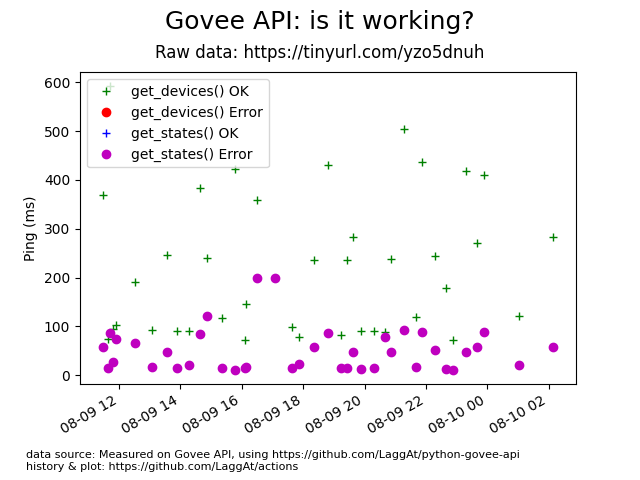 Govee API: is it working?
Raw data: https://tinyurl.com/yzo5dnuh
get_devices() OK
get_devices() Error
get_states() OK
get_states() Error
Ping (ms)
600
500
400
300
200
100
0
08-09 12
08-09 14
08-09 16
08-09 18
08-09 20
08-09 22
08-10 00
08-10 02
data source: Measured on Govee API, using https://github.com/LaggAt/python-govee-api
history & plot: https://github.com/LaggAt/actions